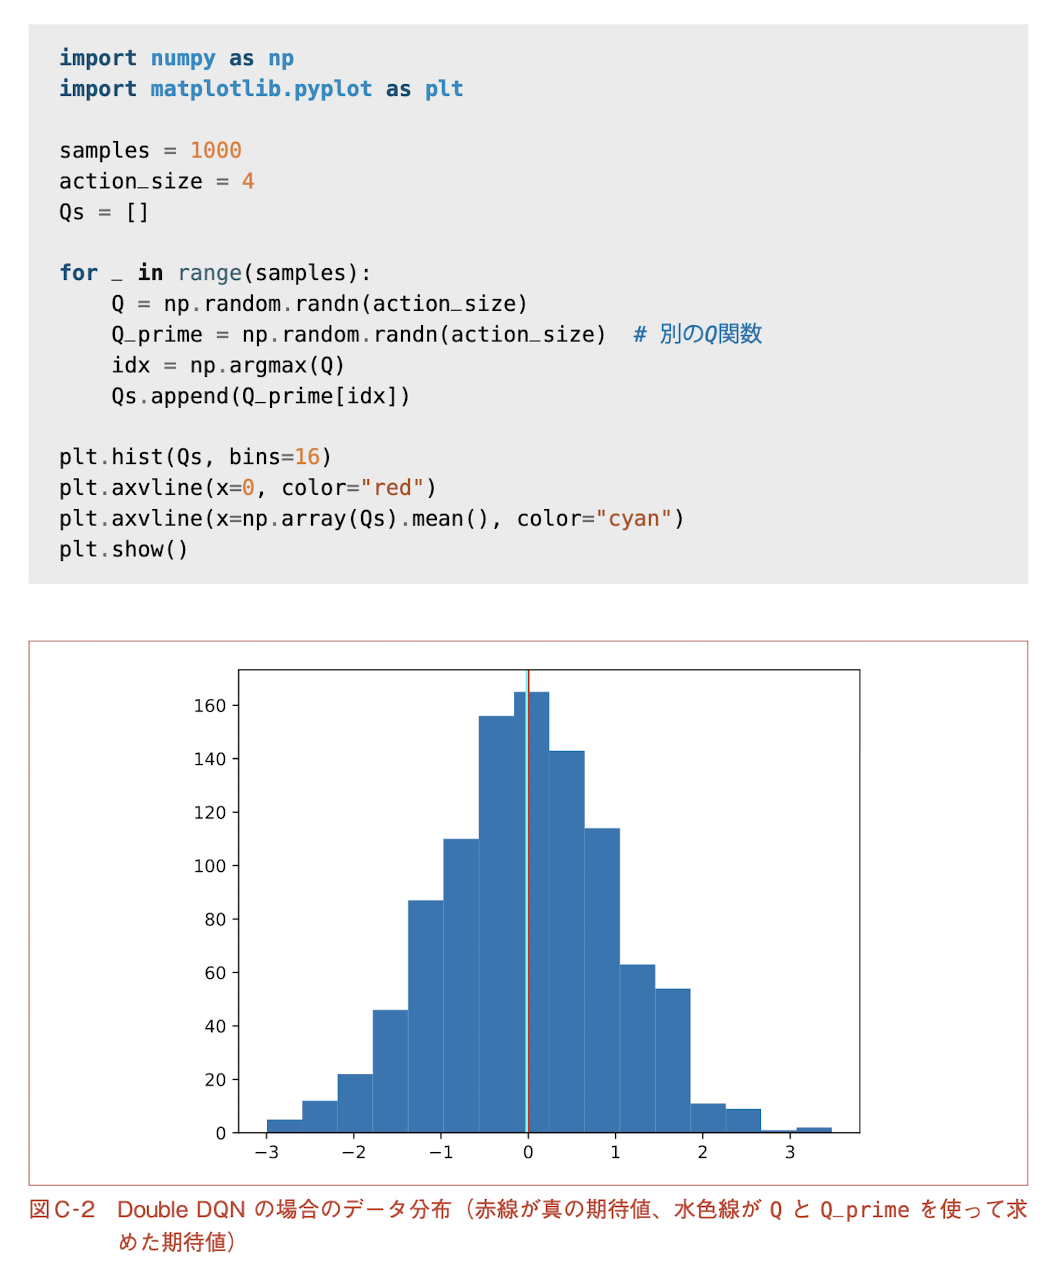 import numpy as np
import matplotlib.pyplot as plt
samples = 1000
action_size = 4
Qs = []
for _ in range(samples):
    Q = np.random.randn(action_size)
    Q_prime = np.random.randn(action_size)  # 別のQ関数
    idx = np.argmax(Q)
    Qs.append(Q_prime[idx])
plt.hist(Qs, bins=16)
plt.axvline(x=0, color="red")
plt.axvline(x=np.array(Qs).mean(), color="cyan")
plt.show()
160
140
120
100
80
60
40
20
0
−3 −2 −1 0 1 2 3
図C-2 Double DQN の場合のデータ分布（赤線が真の期待値、水色線が Q と Q_prime を使って求
めた期待値）